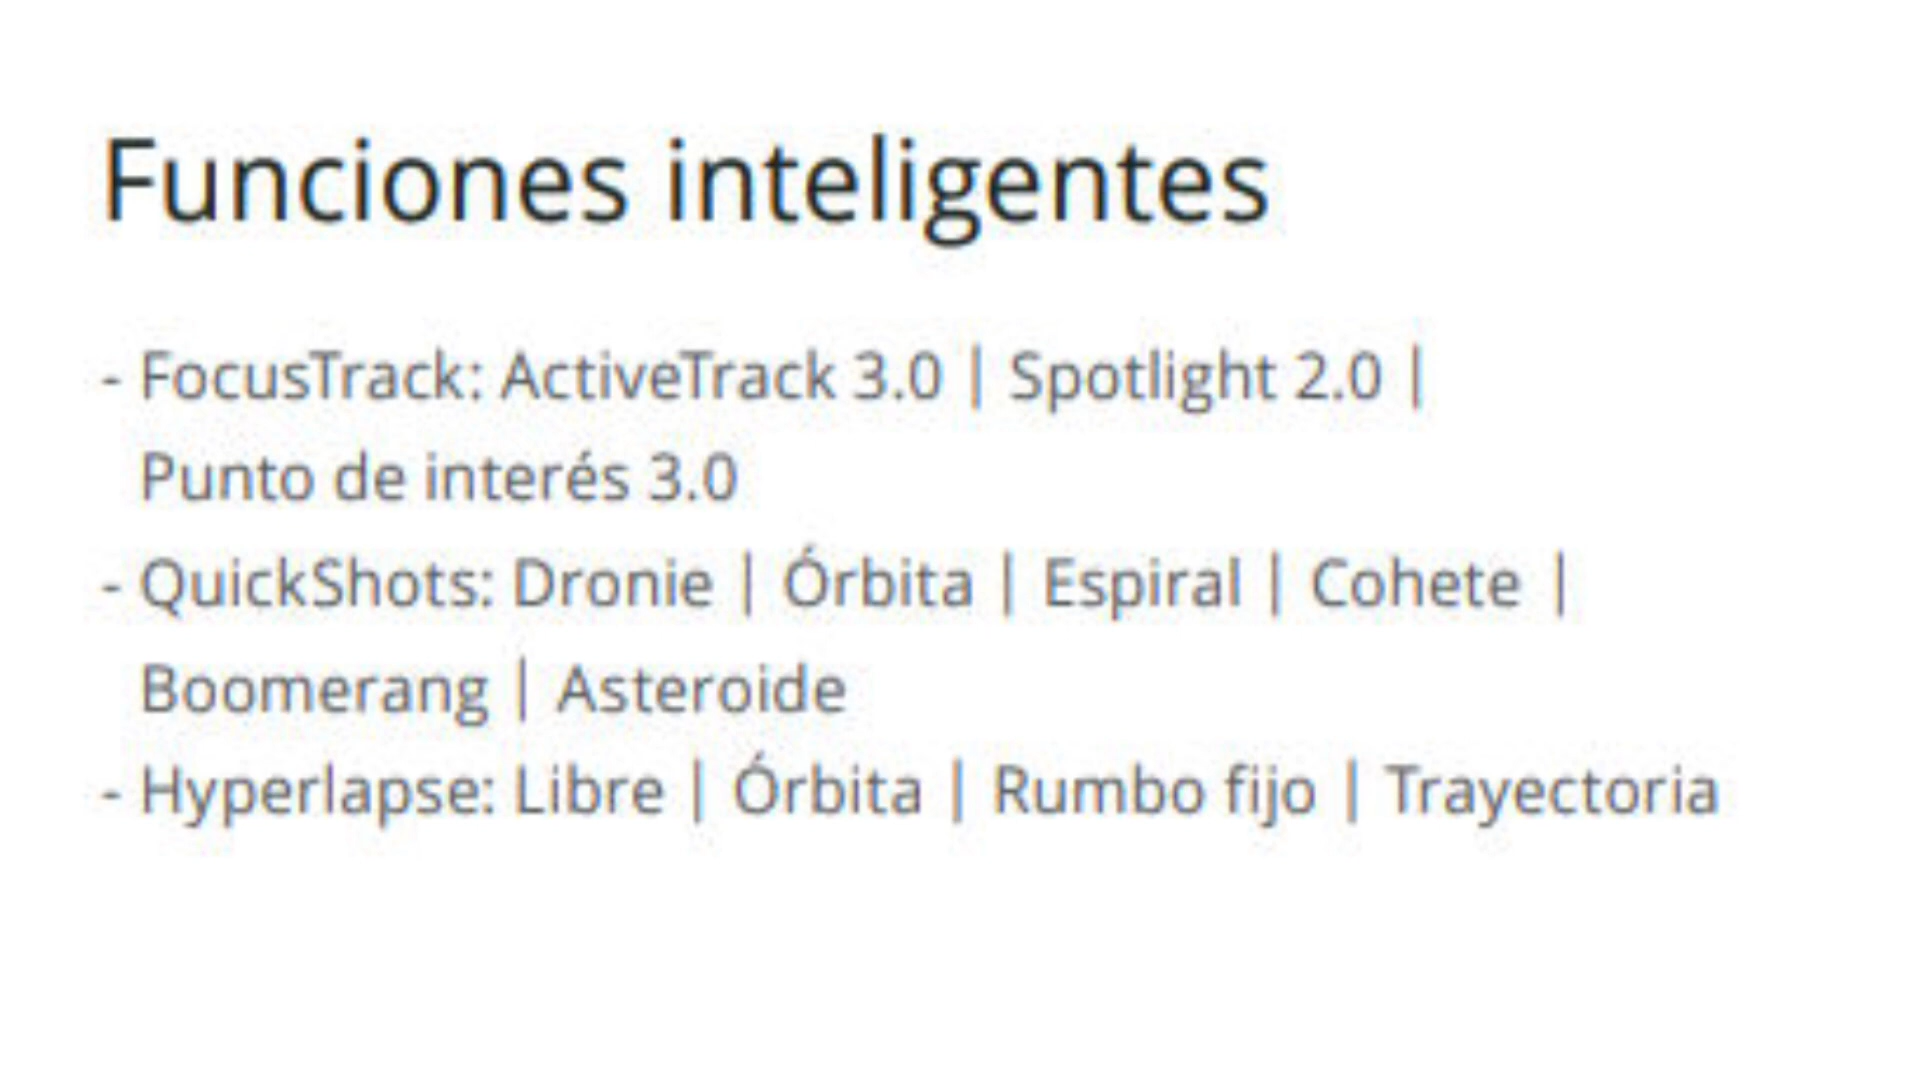 Funciones inteligentes
- FocusTrack: ActiveTrack 3.0 | Spotlight 2.0 |
Punto de interés 3.0
- QuickShots: Dronie | Órbita | Espiral | Cohete |
Boomerang | Asteroide
- Hyperlapse: Libre | Órbita | Rumbo fijo | Trayectoria